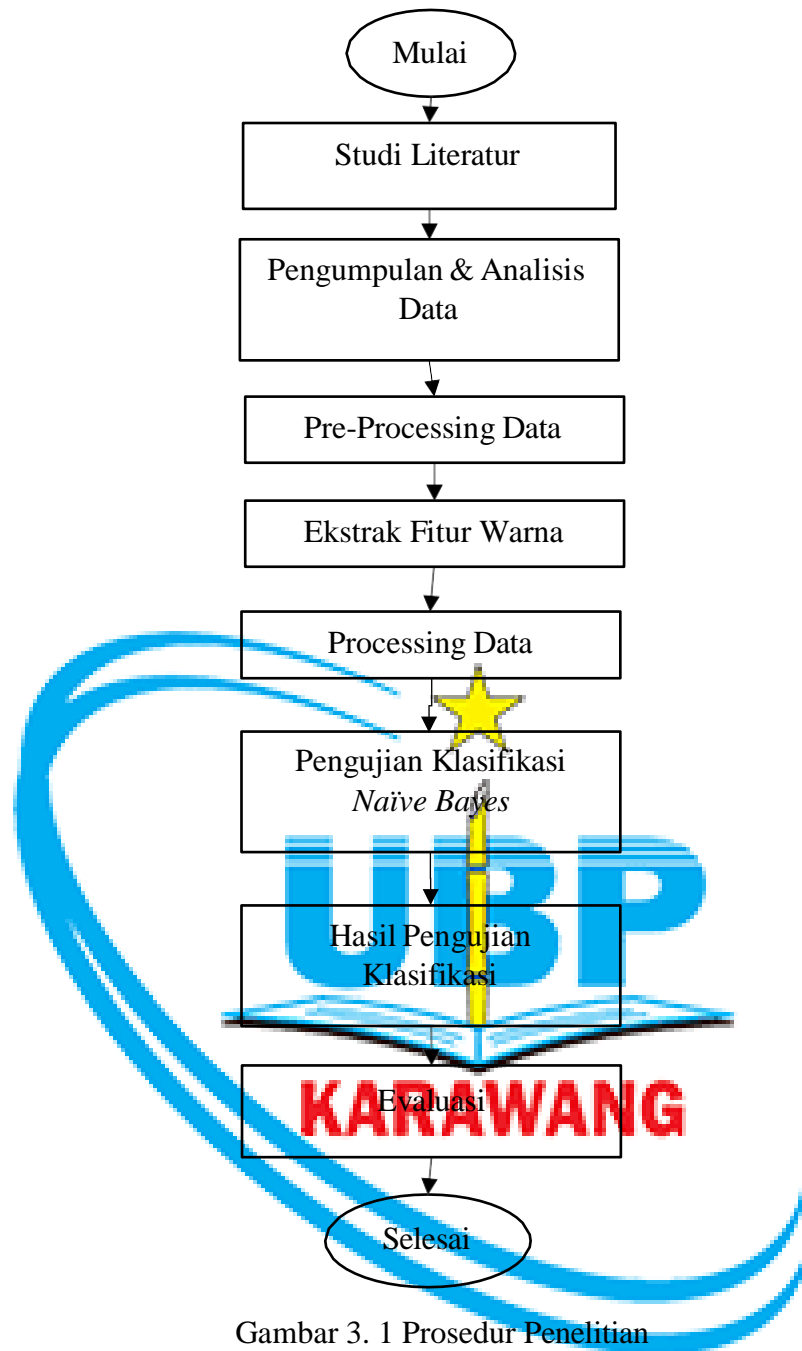 Mulai
Studi Literatur
Pengumpulan & Analisis
Data
Pre-Processing Data
Ekstrak Fitur Warna
Processing Data
Pengujian Klasifikasi
Naïve Bayes
UBP
Hasil Pengujian
Klasifikasi
KARAWANG
Evaluasi
Selesai
Gambar 3. 1 Prosedur Penelitian